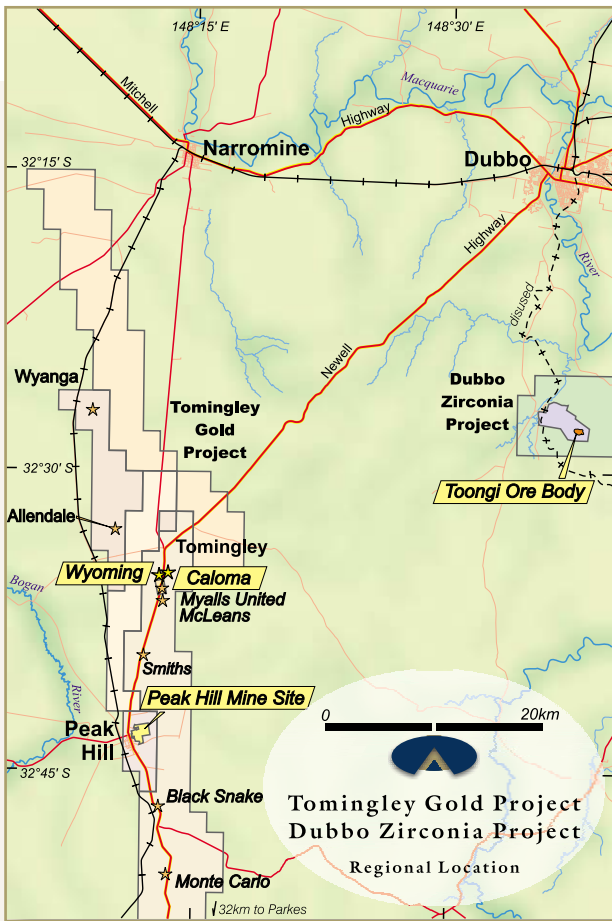 148°15' E
148°30' E
Mitchell
Macquarie
River
Highway
Narromine
Dubbo
32°15' S
Highway
River
disused
Newell
Wyanga
Tomingley
Gold
Project
Dubbo
Zirconia
Project
32°30' S
Toongi Ore Body
Allendale
Tomingley
Wyoming
Caloma
Bogan
Myalls United
McLeans
Smiths
River
Peak Hill Mine Site
0
20km
Peak
Hill
32°45' S
Black Snake
Tomingley Gold Project
Dubbo Zirconia Project
Regional Location
Monte Carlo
32km to Parkes